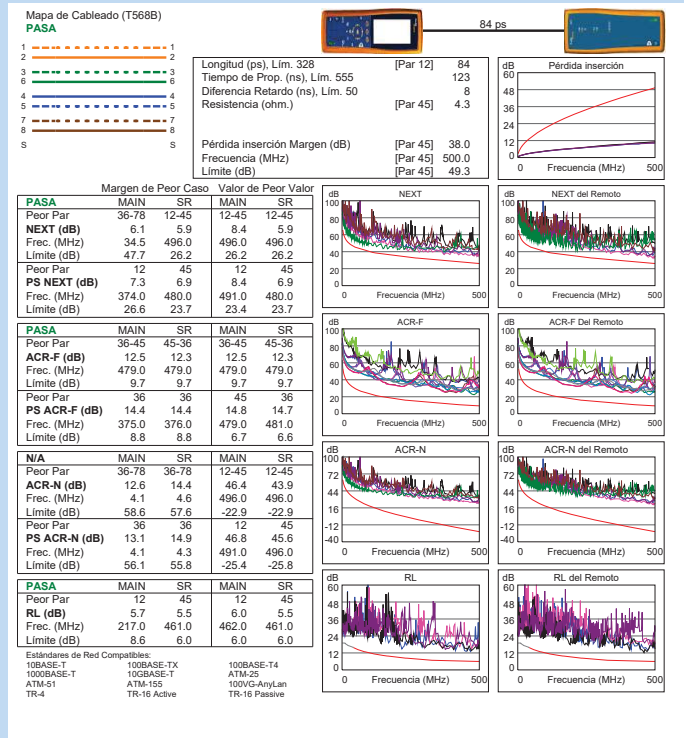 Mapa de Cableado (T568B)
PASA
1 1
2 2
3 3
6 6
4 4
5 5
7 7
8 8
S S
84 ps
Longitud (ps), Lím. 328 [Par 12] 84
Tiempo de Prop. (ns), Lím. 555 123
Diferencia Retardo (ns), Lím. 50 8
Resistencia (ohm.) [Par 45] 4.3
Pérdida inserción Margen (dB) [Par 45] 38.0
Frecuencia (MHz) [Par 45] 500.0
Límite (dB) [Par 45] 49.3
dB Pérdida inserción
60
48
36
24
12
0
0 Frecuencia (MHz) 500
Margen de Peor Caso Valor de Peor Valor
PASA MAIN SR MAIN SR
Peor Par 36-78 12-45 12-45 12-45
NEXT (dB) 6.1 5.9 8.4 5.9
Frec. (MHz) 34.5 496.0 496.0 496.0
Límite (dB) 47.7 26.2 26.2 26.2
Peor Par 12 45 12 45
PS NEXT (dB) 7.3 6.9 8.4 6.9
Frec. (MHz) 374.0 480.0 491.0 480.0
Límite (dB) 26.6 23.7 23.4 23.7
PASA MAIN SR MAIN SR
Peor Par 36-45 45-36 36-45 45-36
ACR-F (dB) 12.5 12.3 12.5 12.3
Frec. (MHz) 479.0 479.0 479.0 479.0
Límite (dB) 9.7 9.7 9.7 9.7
Peor Par 36 36 45 36
PS ACR-F (dB) 14.4 14.4 14.8 14.7
Frec. (MHz) 375.0 376.0 479.0 481.0
Límite (dB) 8.8 8.8 6.7 6.6
N/A MAIN SR MAIN SR
Peor Par 36-78 36-78 12-45 12-45
ACR-N (dB) 12.6 14.4 46.4 43.9
Frec. (MHz) 4.1 4.6 496.0 496.0
Límite (dB) 58.6 57.6 -22.9 -22.9
Peor Par 36 36 12 45
PS ACR-N (dB) 13.1 14.9 46.8 45.6
Frec. (MHz) 4.1 4.3 491.0 496.0
Límite (dB) 56.1 55.8 -25.4 -25.8
PASA MAIN SR MAIN SR
Peor Par 12 45 12 45
RL (dB) 5.7 5.5 6.0 5.5
Frec. (MHz) 217.0 461.0 462.0 461.0
Límite (dB) 8.6 6.0 6.0 6.0
Estándares de Red Compatibles:
10BASE-T 100BASE-TX 100BASE-T4
1000BASE-T 10GBASE-T ATM-25
ATM-51 ATM-155 100VG-AnyLan
TR-4 TR-16 Active TR-16 Passive
dB NEXT
100
80
60
40
20
0
0 Frecuencia (MHz) 500
dB NEXT del Remoto
100
80
60
40
20
0
0 Frecuencia (MHz) 500
dB ACR-F
100
80
60
40
20
0
0 Frecuencia (MHz) 500
dB ACR-F Del Remoto
100
80
60
40
20
0
0 Frecuencia (MHz) 500
dB ACR-N
100
72
44
16
-12
-40
0 Frecuencia (MHz) 500
dB ACR-N del Remoto
100
72
44
16
-12
-40
0 Frecuencia (MHz) 500
dB RL
60
48
36
24
12
0
0 Frecuencia (MHz) 500
dB RL del Remoto
60
48
36
24
12
0
0 Frecuencia (MHz) 500